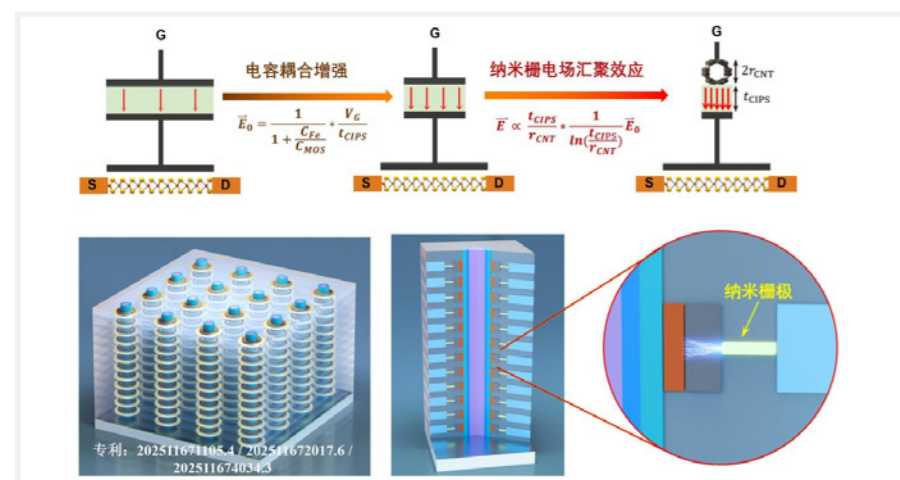 G
G
G
电容耦合增强
纳米栅电场汇聚效应
2r_CNT
t_CIPS
E⃗₀ = 1 / (1 + C_Fe / C_MOS) * V_G / t_CIPS
E⃗ ∝ t_CIPS / r_CNT * 1 / ln(t_CIPS / r_CNT) E⃗₀
S D
S D
S D
纳米栅极
专利：202511671105.4 / 202511672017.6 /
202511674034.3